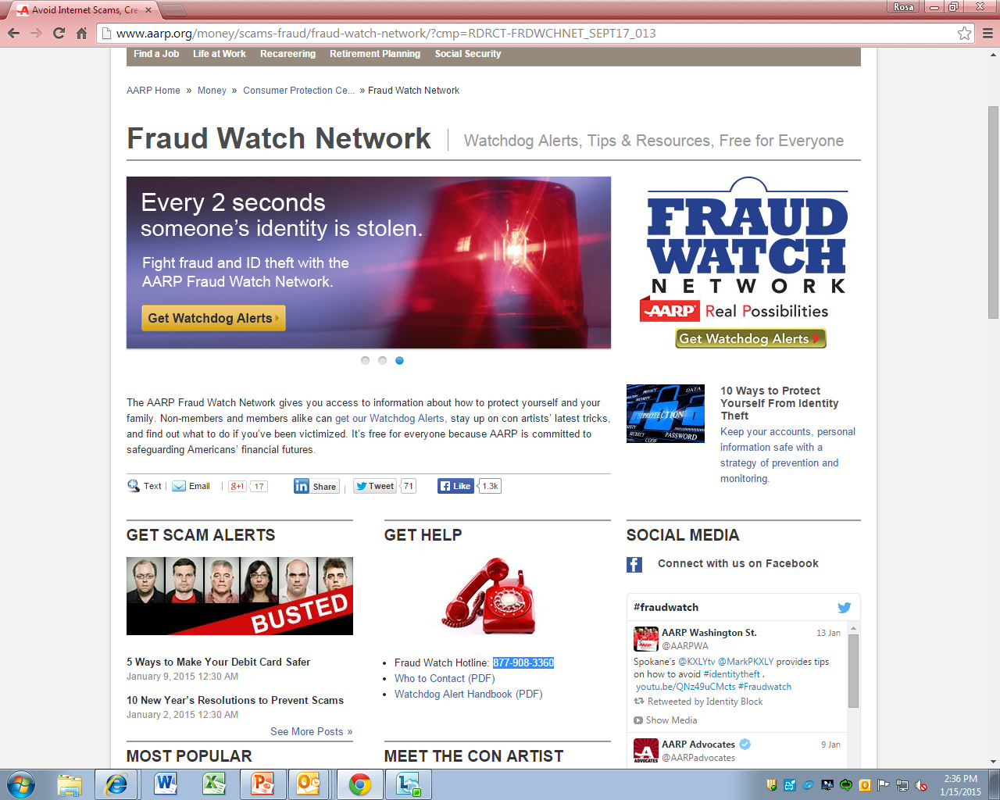 Avoid Internet Scams, Cre
Rosa
www.aarp.org/money/scams-fraud/fraud-watch-network/?cmp=RDRCT-FRDWCHNET_SEPT17_013
Find a Job Life at Work Recareering Retirement Planning Social Security
AARP Home » Money » Consumer Protection Ce... » Fraud Watch Network
Fraud Watch Network
Watchdog Alerts, Tips & Resources, Free for Everyone
Every 2 seconds
someone's identity is stolen.
Fight fraud and ID theft with the
AARP Fraud Watch Network.
Get Watchdog Alerts
FRAUD
WATCH
NETWORK
AARP Real Possibilities
Get Watchdog Alerts
The AARP Fraud Watch Network gives you access to information about how to protect yourself and your
family. Non-members and members alike can get our Watchdog Alerts, stay up on con artists' latest tricks,
and find out what to do if you've been victimized. It's free for everyone because AARP is committed to
safeguarding Americans' financial futures.
PRIVACY DATA
PROTECTION
PASSWORD
SECRET
CODE
10 Ways to Protect
Yourself From Identity
Theft
Keep your accounts, personal
information safe with a
strategy of prevention and
monitoring.
Text | Email | g+1 17 in Share | Tweet 71 Like 1.3k
GET SCAM ALERTS
BUSTED
5 Ways to Make Your Debit Card Safer
January 9, 2015 12:30 AM
10 New Year's Resolutions to Prevent Scams
January 2, 2015 12:30 AM
See More Posts »
MOST POPULAR
GET HELP
• Fraud Watch Hotline: 877-908-3360
• Who to Contact (PDF)
• Watchdog Alert Handbook (PDF)
MEET THE CON ARTIST
SOCIAL MEDIA
Connect with us on Facebook
#fraudwatch
AARP Washington St. 13 Jan
@AARPWA
Spokane's @KXLYtv @MarkPKXLY provides tips
on how to avoid #identitytheft .
youtu.be/QNz49uCMcts #Fraudwatch
Retweeted by Identity Block
Show Media
AARP Advocates 9 Jan
@AARPadvocates
ADVOCATES
2:36 PM
1/15/2015